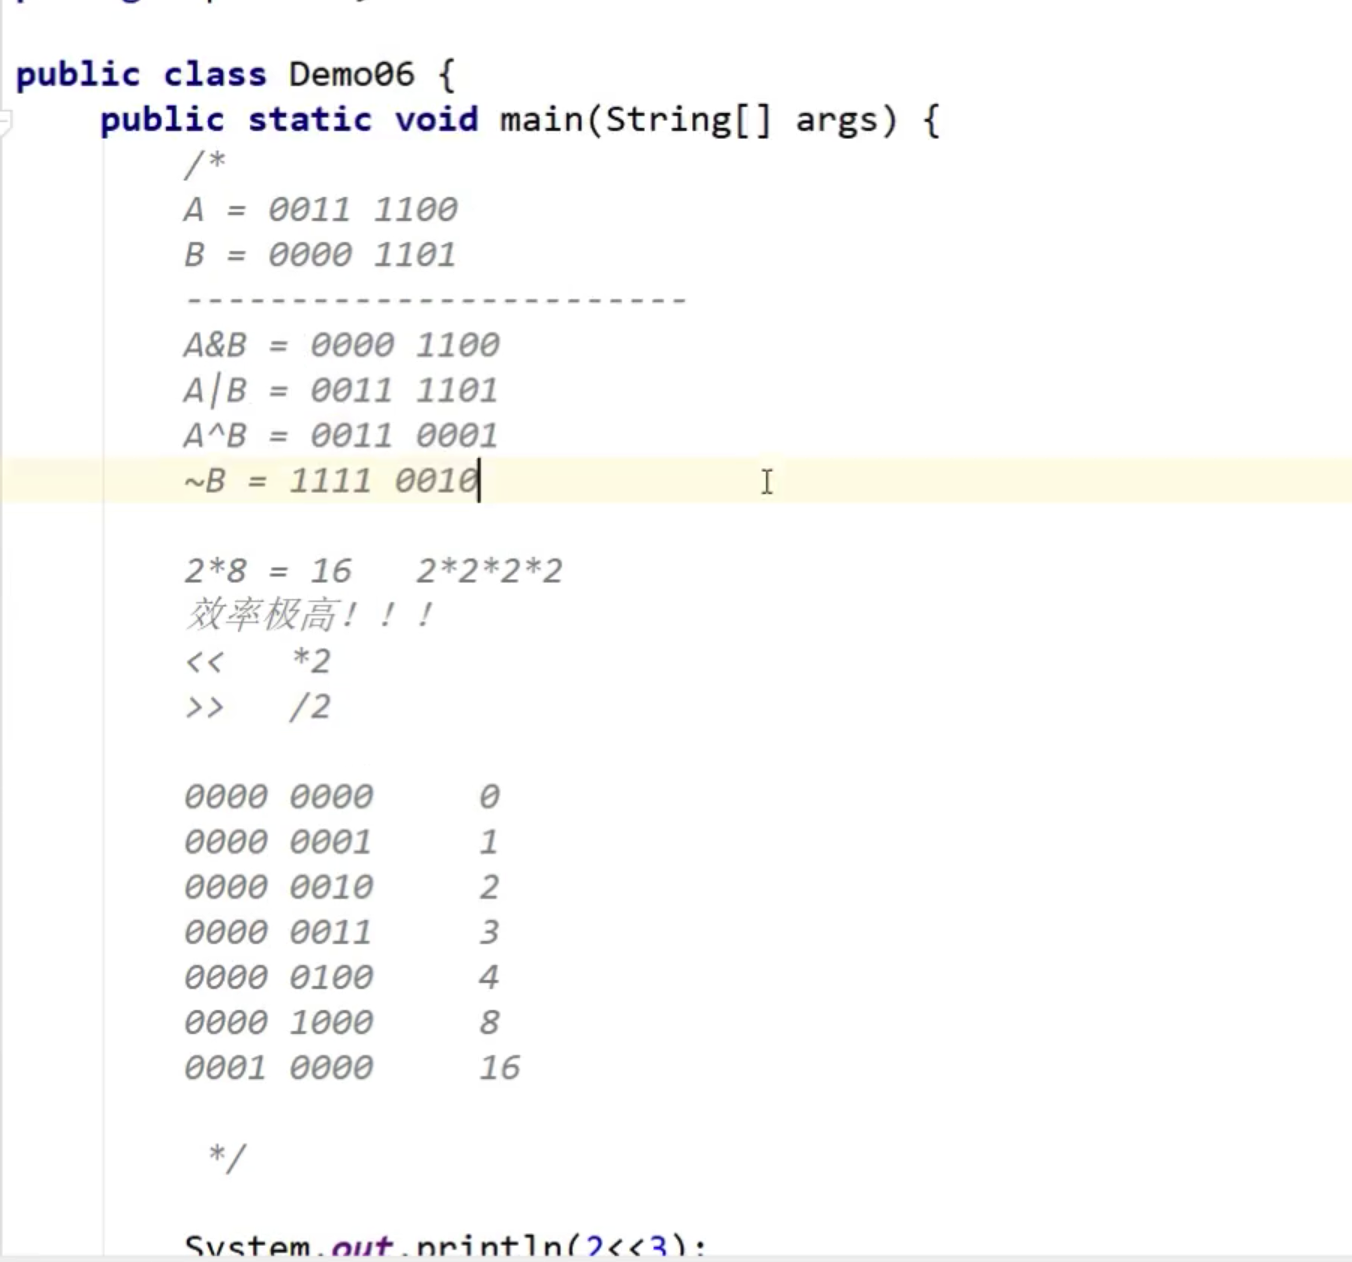 public class Demo06 {
public static void main(String[] args) {
/*
A = 0011 1100
B = 0000 1101
------------------------
A&B = 0000 1100
A|B = 0011 1101
A^B = 0011 0001
~B = 1111 0010
2*8 = 16   2*2*2*2
效率极高！！！
<<   *2
>>   /2
0000 0000     0
0000 0001     1
0000 0010     2
0000 0011     3
0000 0100     4
0000 1000     8
0001 0000     16
*/
System.out.println(2<<3);